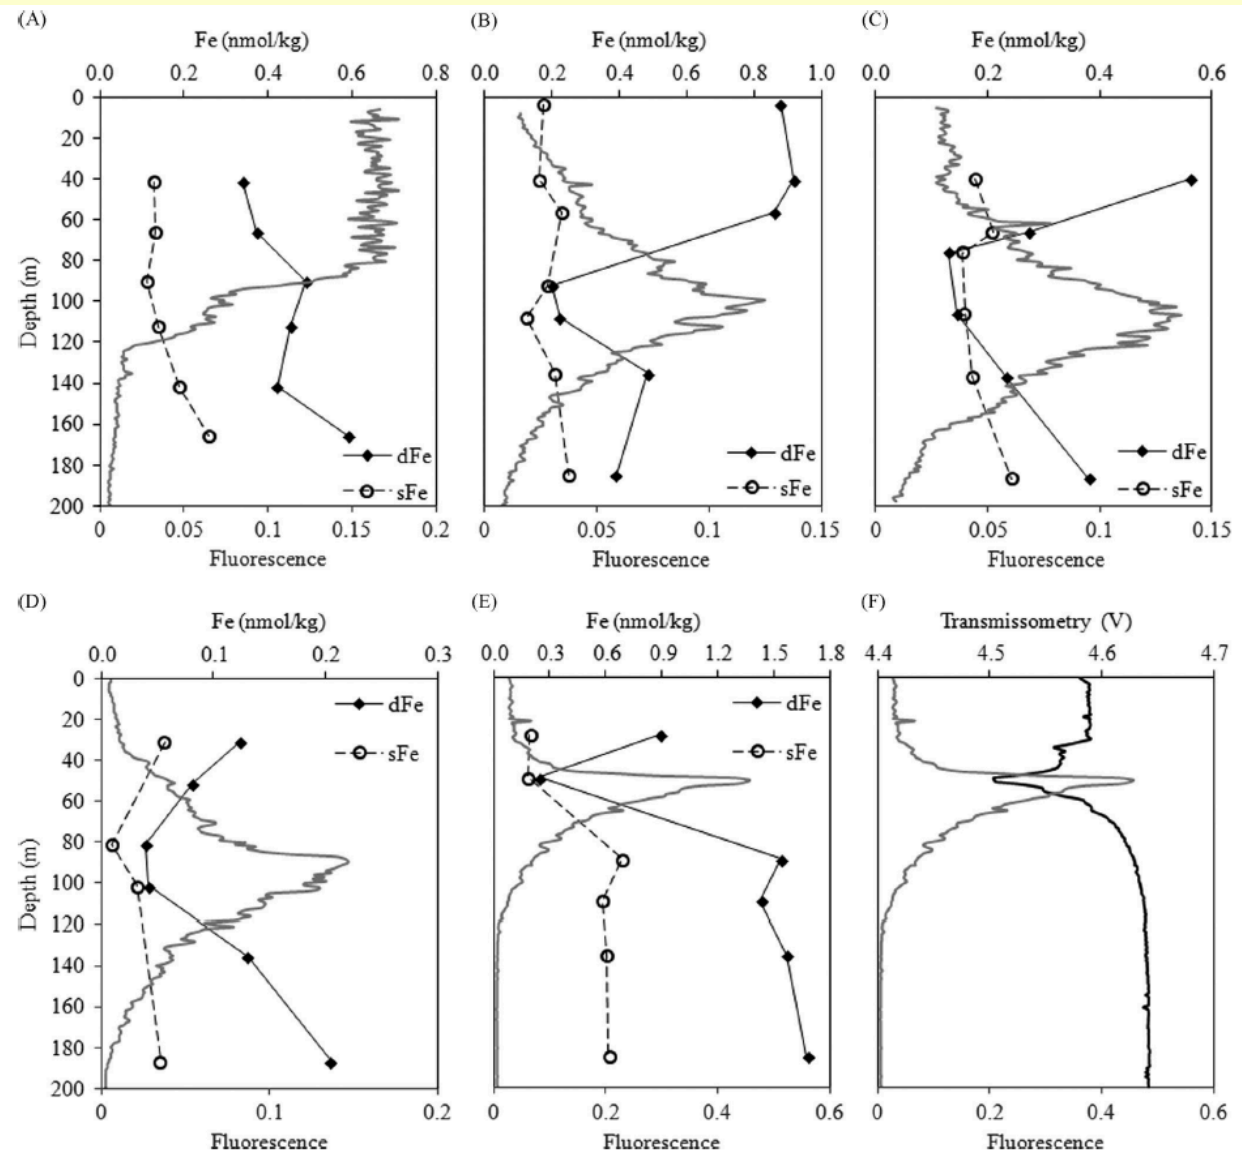 (A)
Fe (nmol/kg)
0.0 0.2 0.4 0.6 0.8
0
20
40
60
80
100
120
140
160
180
200
Depth (m)
dFe
sFe
0 0.05 0.1 0.15 0.2
Fluorescence
(B)
Fe (nmol/kg)
0.0 0.2 0.4 0.6 0.8 1.0
dFe
sFe
0 0.05 0.1 0.15
Fluorescence
(C)
Fe (nmol/kg)
0.0 0.2 0.4 0.6
dFe
sFe
0 0.05 0.1 0.15
Fluorescence
(D)
Fe (nmol/kg)
0.0 0.1 0.2 0.3
0
20
40
60
80
100
120
140
160
180
200
Depth (m)
dFe
sFe
0 0.1 0.2
Fluorescence
(E)
Fe (nmol/kg)
0.0 0.3 0.6 0.9 1.2 1.5 1.8
dFe
sFe
0 0.2 0.4 0.6
Fluorescence
(F)
Transmissometry (V)
4.4 4.5 4.6 4.7
0 0.2 0.4 0.6
Fluorescence